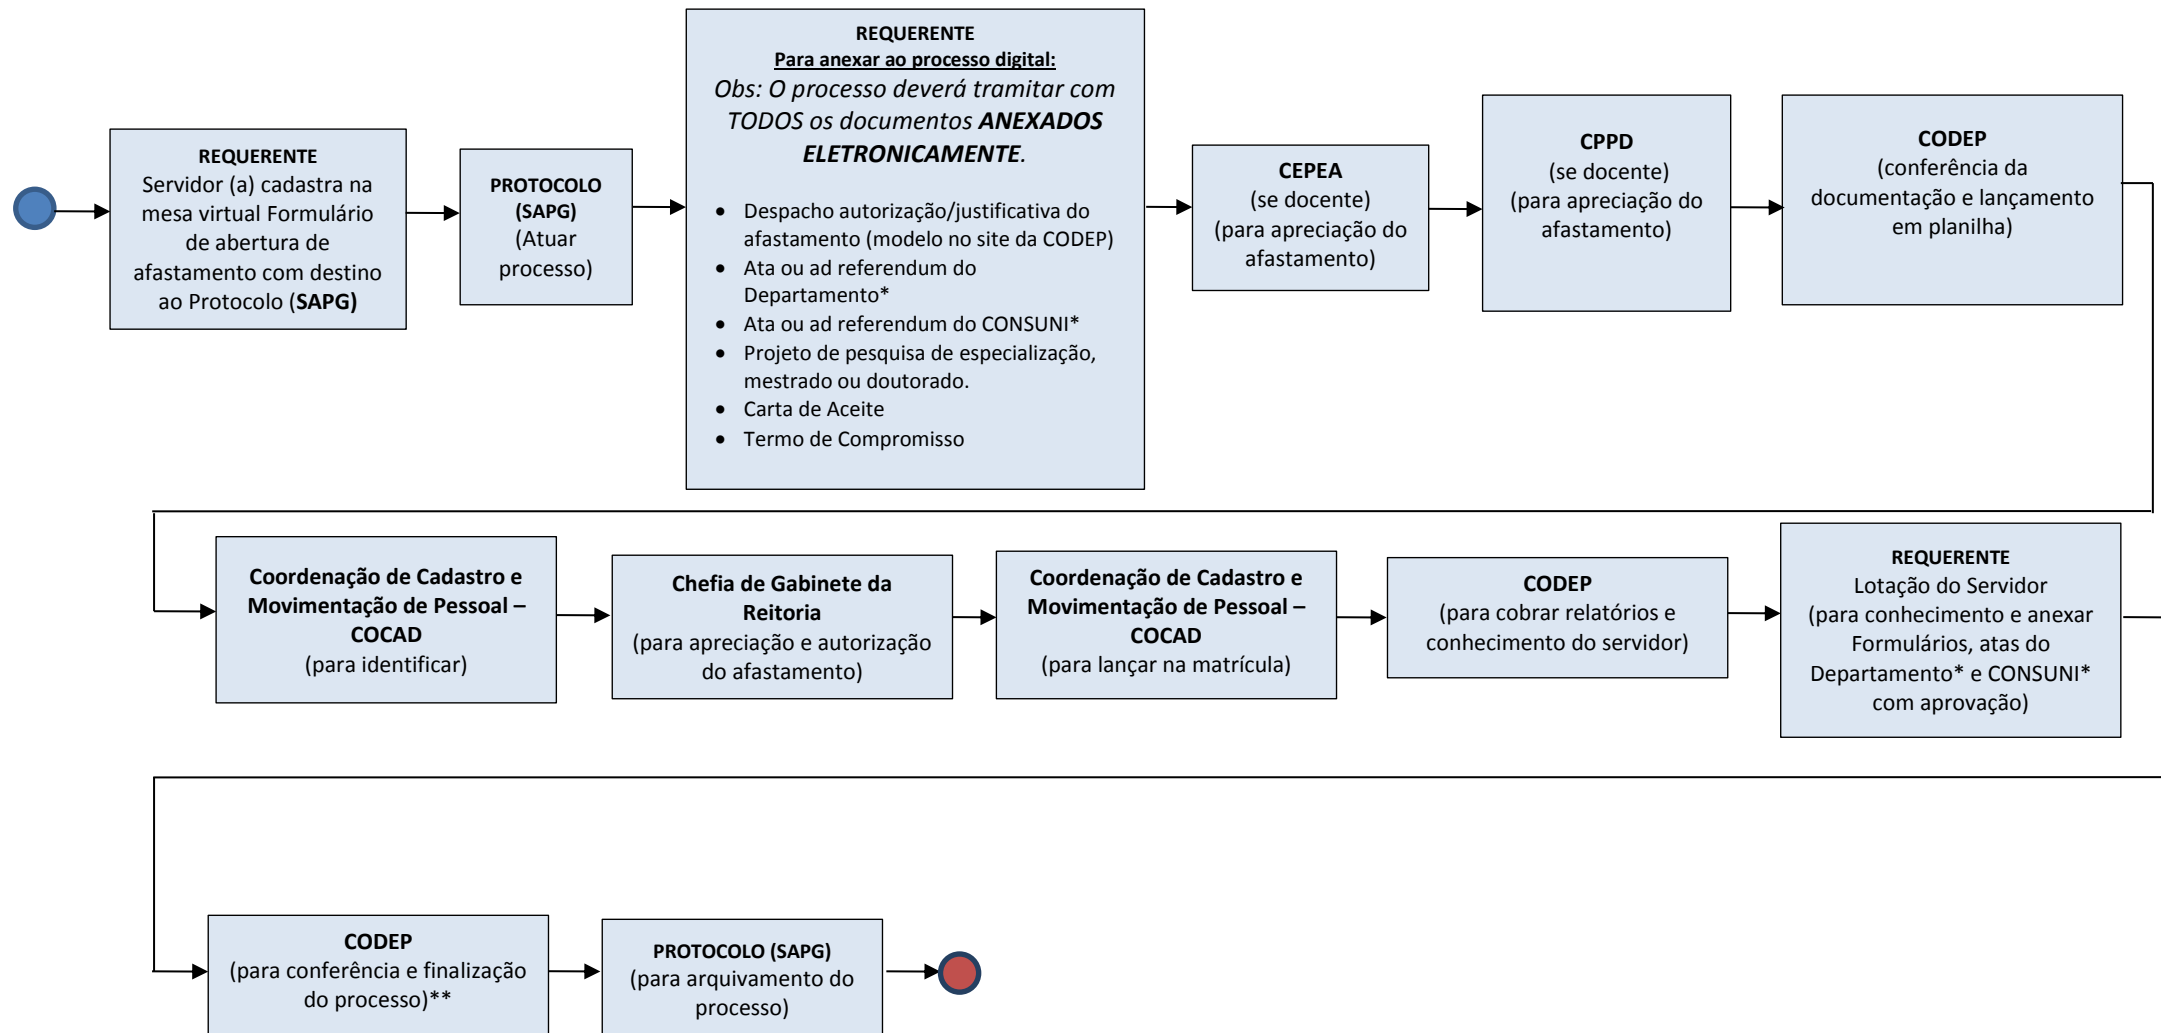 REQUERENTE
Servidor (a) cadastra na
mesa virtual Formulário
de abertura de
afastamento com destino
ao Protocolo (SAPG)
PROTOCOLO
(SAPG)
(Atuar
processo)
REQUERENTE
Para anexar ao processo digital:
Obs: O processo deverá tramitar com
TODOS os documentos ANEXADOS
ELETRONICAMENTE.
• Despacho autorização/justificativa do
afastamento (modelo no site da CODEP)
• Ata ou ad referendum do
Departamento*
• Ata ou ad referendum do CONSUNI*
• Projeto de pesquisa de especialização,
mestrado ou doutorado.
• Carta de Aceite
• Termo de Compromisso
CEPEA
(se docente)
(para apreciação do
afastamento)
CPPD
(se docente)
(para apreciação do
afastamento)
CODEP
(conferência da
documentação e lançamento
em planilha)
Coordenação de Cadastro e
Movimentação de Pessoal –
COCAD
(para identificar)
Chefia de Gabinete da
Reitoria
(para apreciação e autorização
do afastamento)
Coordenação de Cadastro e
Movimentação de Pessoal –
COCAD
(para lançar na matrícula)
CODEP
(para cobrar relatórios e
conhecimento do servidor)
REQUERENTE
Lotação do Servidor
(para conhecimento e anexar
Formulários, atas do
Departamento* e CONSUNI*
com aprovação)
CODEP
(para conferência e finalização
do processo)**
PROTOCOLO (SAPG)
(para arquivamento do
processo)